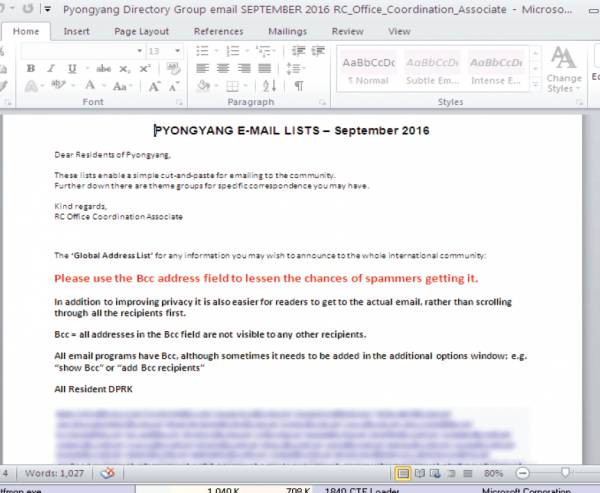 Pyongyang Directory Group email SEPTEMBER 2016 RC_Office_Coordination_Associate - Microso...
Home Insert Page Layout References Mailings Review View
13
B I U abc x₂ x²
A Aa A A
Font Paragraph Styles
AaBbCcDc AaBbCcDc AaBbCcDc
¶ Normal Subtle Em... Intense E...
Change
Styles
PYONGYANG E-MAIL LISTS – September 2016
Dear Residents of Pyongyang,
These lists enable a simple cut-and-paste for emailing to the community.
Further down there are theme groups for specific correspondence you may have.
Kind regards,
RC Office Coordination Associate
The 'Global Address List' for any information you may wish to announce to the whole international community:
Please use the Bcc address field to lessen the chances of spammers getting it.
In addition to improving privacy it is also easier for readers to get to the actual email, rather than scrolling
through all the recipients first.
Bcc = all addresses in the Bcc field are not visible to any other recipients.
All email programs have Bcc, although sometimes it needs to be added in the additional options window; e.g.
“show Bcc” or “add Bcc recipients”
All Resident DPRK
4 Words: 1,027 80%
ctfmon.exe 1,040 K 708 K 1840 CTF Loader Microsoft Corporation